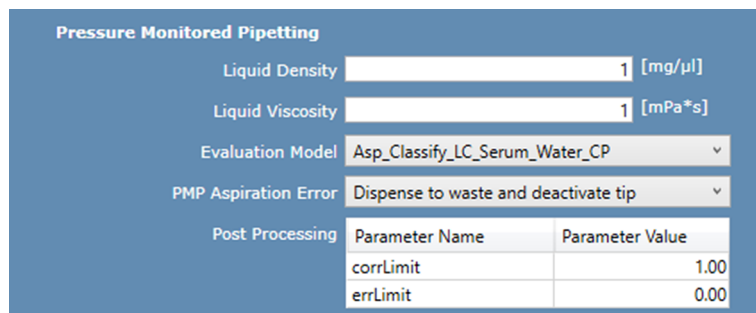 Pressure Monitored Pipetting
Liquid Density 1 [mg/µl]
Liquid Viscosity 1 [mPa*s]
Evaluation Model Asp_Classify_LC_Serum_Water_CP
PMP Aspiration Error Dispense to waste and deactivate tip
Post Processing Parameter Name Parameter Value
corrLimit 1.00
errLimit 0.00